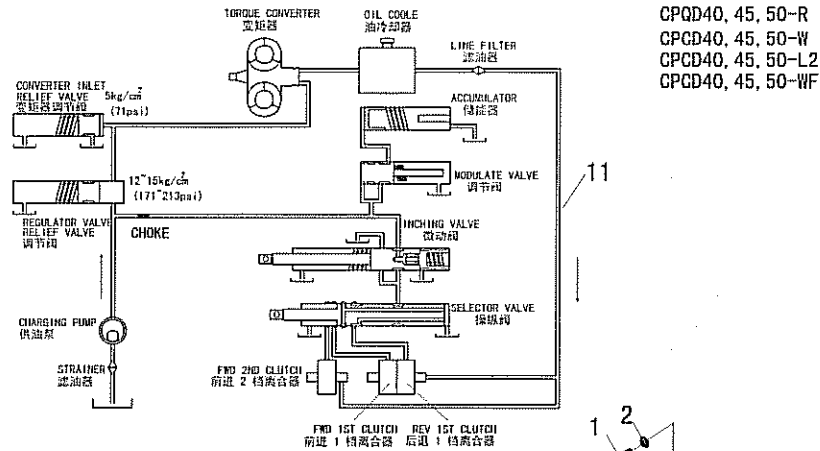 TORQUE CONVERTER
变矩器
OIL COOLE
油冷却器
LINE FILTER
滤油器
CPQD40, 45, 50-R
CPQD40, 45, 50-W
CPCD40, 45, 50-L2
CPCD40, 45, 50-WF
CONVERTER INLET
RELIEF VALVE
变矩器调节阀
5kg/cm²
(71psi)
ACCUMULATOR
储能器
12~15kg/cm²
(171~213psi)
MODULATE VALVE
调节阀
11
REGULATOR VALVE
RELIEF VALVE
调节阀
CHOKE
INCHING VALVE
微动阀
CHARGING PUMP
供油泵
SELECTOR VALVE
操纵阀
STRAINER
滤油器
FWD 2ND CLUTCH
前进 2 档离合器
FWD 1ST CLUTCH
前进 1 档离合器
REV 1ST CLUTCH
后退 1 档离合器
1
2